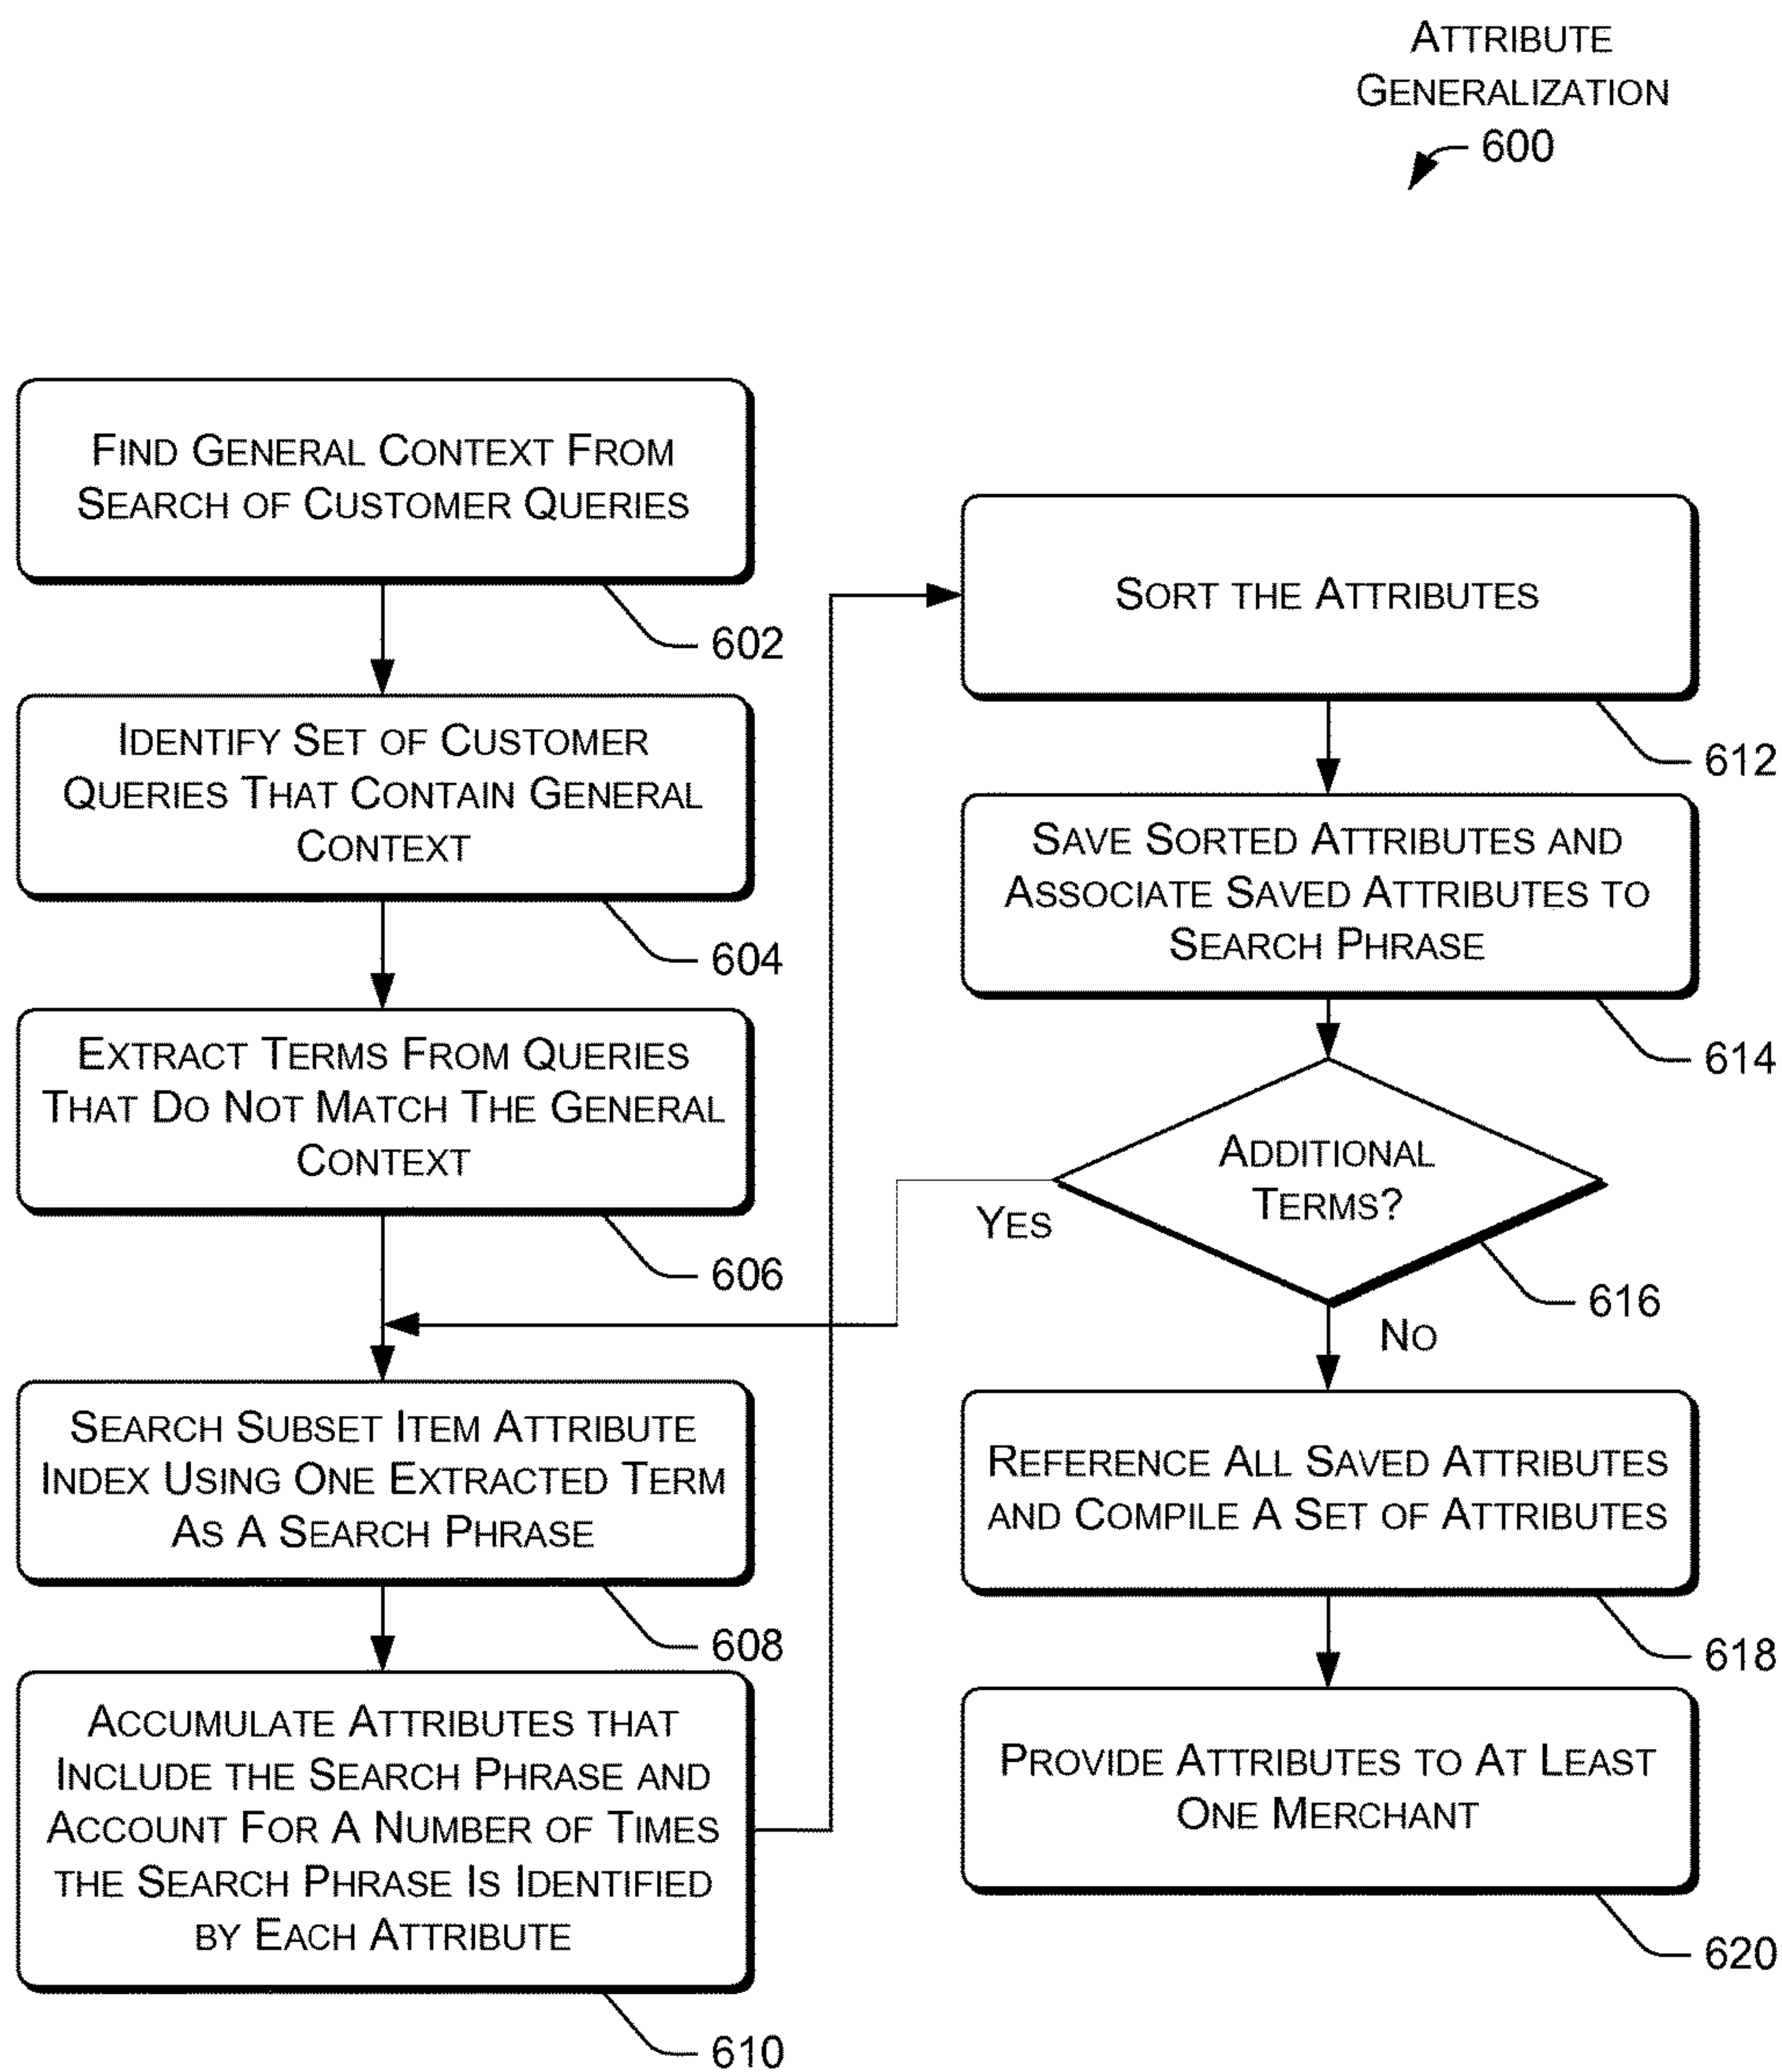 ATTRIBUTE
GENERALIZATION
600
FIND GENERAL CONTEXT FROM
SEARCH OF CUSTOMER QUERIES
602
IDENTIFY SET OF CUSTOMER
QUERIES THAT CONTAIN GENERAL
CONTEXT
604
EXTRACT TERMS FROM QUERIES
THAT DO NOT MATCH THE GENERAL
CONTEXT
606
SEARCH SUBSET ITEM ATTRIBUTE
INDEX USING ONE EXTRACTED TERM
AS A SEARCH PHRASE
608
ACCUMULATE ATTRIBUTES THAT
INCLUDE THE SEARCH PHRASE AND
ACCOUNT FOR A NUMBER OF TIMES
THE SEARCH PHRASE IS IDENTIFIED
BY EACH ATTRIBUTE
610
SORT THE ATTRIBUTES
612
SAVE SORTED ATTRIBUTES AND
ASSOCIATE SAVED ATTRIBUTES TO
SEARCH PHRASE
614
ADDITIONAL
TERMS?
YES
616
NO
REFERENCE ALL SAVED ATTRIBUTES
AND COMPILE A SET OF ATTRIBUTES
618
PROVIDE ATTRIBUTES TO AT LEAST
ONE MERCHANT
620